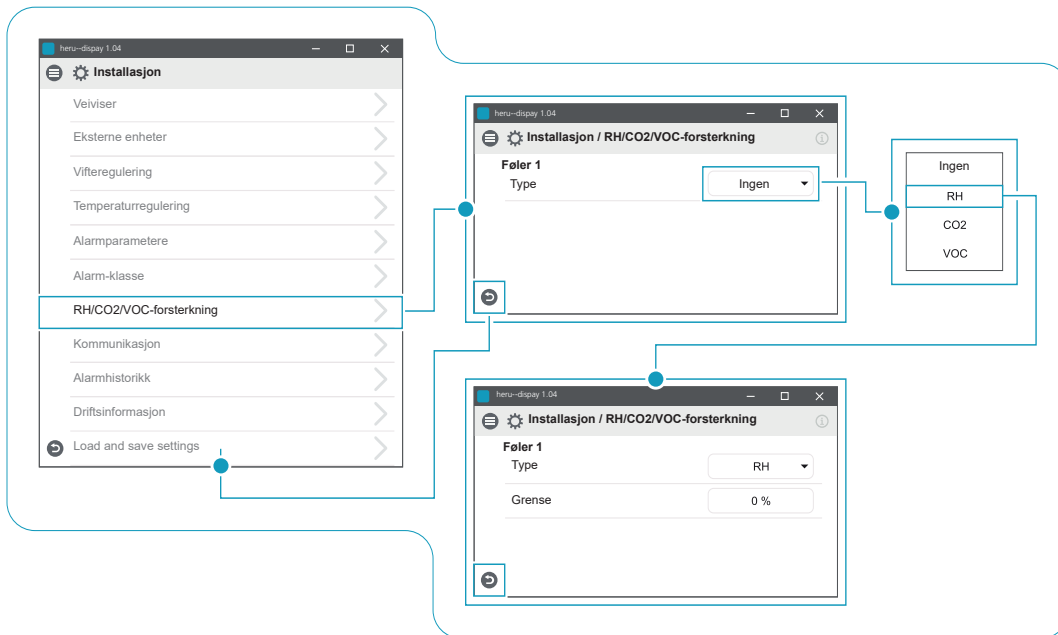 heru--dispay 1.04
Installasjon
Veiviser
Eksterne enheter
Vifteregulering
Temperaturregulering
Alarmparametere
Alarm-klasse
RH/CO2/VOC-forsterkning
Kommunikasjon
Alarmhistorikk
Driftsinformasjon
Load and save settings
heru--dispay 1.04
Installasjon / RH/CO2/VOC-forsterkning
Føler 1
Type Ingen
Ingen
RH
CO2
VOC
heru--dispay 1.04
Installasjon / RH/CO2/VOC-forsterkning
Føler 1
Type RH
Grense 0 %